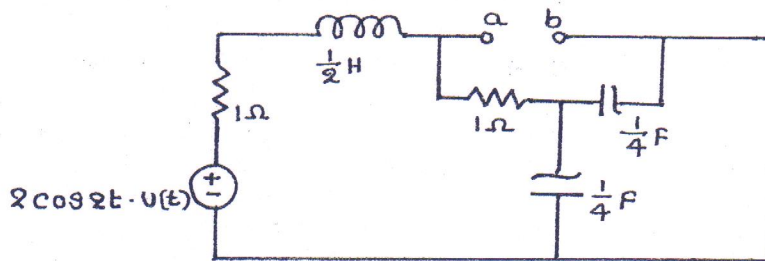 a b
1/2 H
1Ω
1Ω
1/4 F
2cos2t·u(t)
+
-
1/4 F